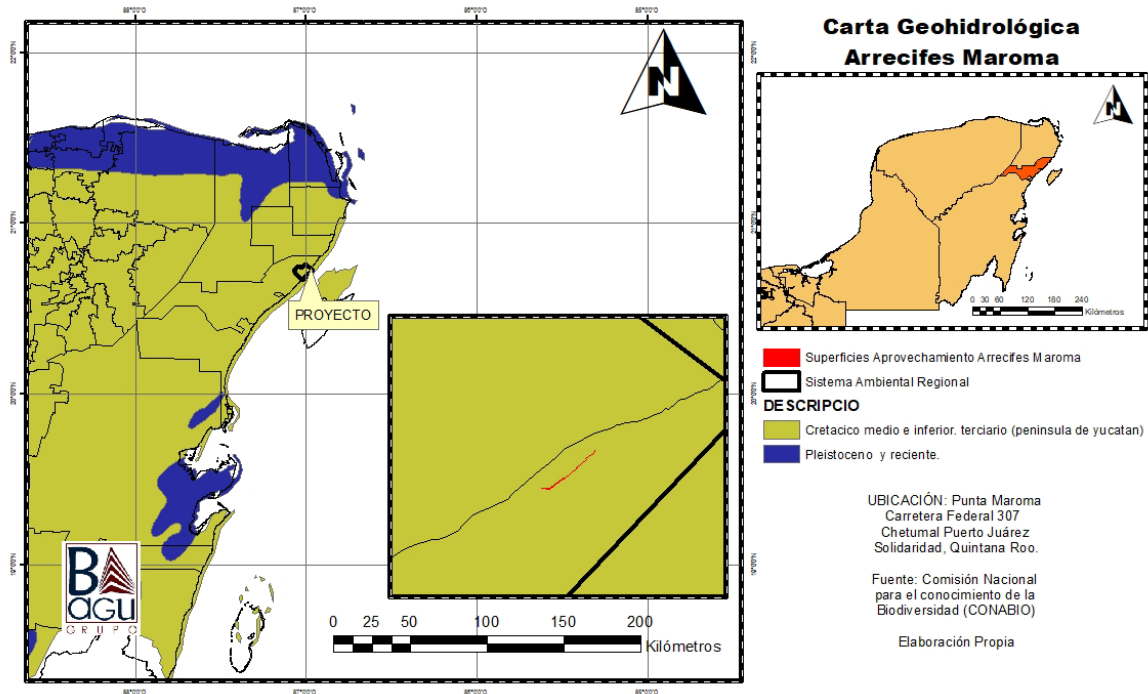 Carta Geohidrológica
Arrecifes Maroma
N
N
0 30 60 120 180 240
Kilómetros
PROYECTO
Superficies Aprovechamiento Arrecifes Maroma
Sistema Ambiental Regional
DESCRIPCIO
Cretacico medio e inferior. terciario (peninsula de yucatan)
Pleistoceno y reciente.
UBICACIÓN: Punta Maroma
Carretera Federal 307
Chetumal Puerto Juárez
Solidaridad, Quintana Roo.
Fuente: Comisión Nacional
para el conocimiento de la
Biodiversidad (CONABIO)
Elaboración Propia
B
agu
GRUPO
0 25 50 100 150 200
Kilómetros